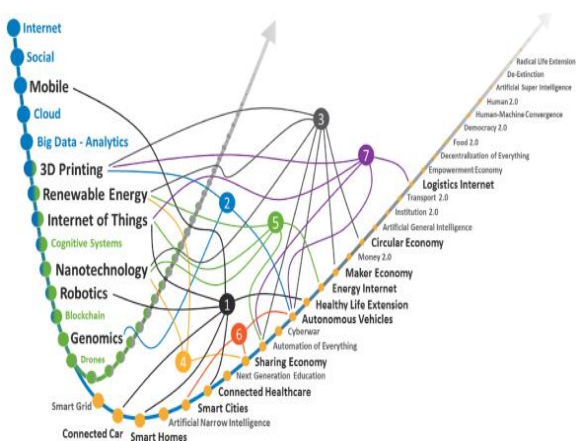 Internet
Social
Mobile
Cloud
Big Data - Analytics
3D Printing
Renewable Energy
Internet of Things
Cognitive Systems
Nanotechnology
Robotics
Blockchain
Genomics
Drones
Smart Grid
Connected Car
Smart Homes
Artificial Narrow Intelligence
Smart Cities
Connected Healthcare
Next Generation Education
Sharing Economy
Automation of Everything
Cyberwar
Autonomous Vehicles
Healthy Life Extension
Energy Internet
Maker Economy
Money 2.0
Circular Economy
Artificial General Intelligence
Institution 2.0
Transport 2.0
Logistics Internet
Empowerment Economy
Decentralization of Everything
Food 2.0
Democracy 2.0
Human-Machine Convergence
Human 2.0
Artificial Super Intelligence
De-Extinction
Radical Life Extension
1
2
3
4
5
6
7